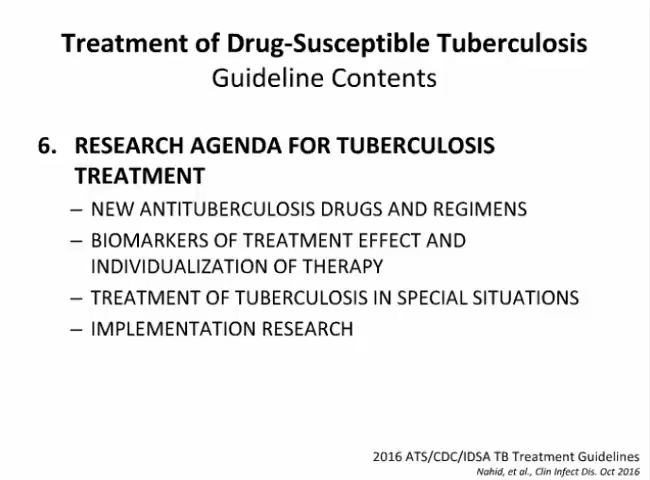 Treatment of Drug-Susceptible Tuberculosis
Guideline Contents
6. RESEARCH AGENDA FOR TUBERCULOSIS
TREATMENT
– NEW ANTITUBERCULOSIS DRUGS AND REGIMENS
– BIOMARKERS OF TREATMENT EFFECT AND
INDIVIDUALIZATION OF THERAPY
– TREATMENT OF TUBERCULOSIS IN SPECIAL SITUATIONS
– IMPLEMENTATION RESEARCH
2016 ATS/CDC/IDSA TB Treatment Guidelines
Nahid, et al., Clin Infect Dis. Oct 2016